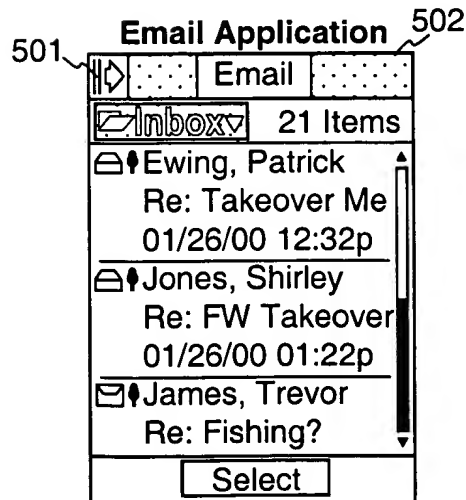 Email Application
501
502
Email
Inbox 21 Items
Ewing, Patrick
Re: Takeover Me
01/26/00 12:32p
Jones, Shirley
Re: FW Takeover
01/26/00 01:22p
James, Trevor
Re: Fishing?
Select